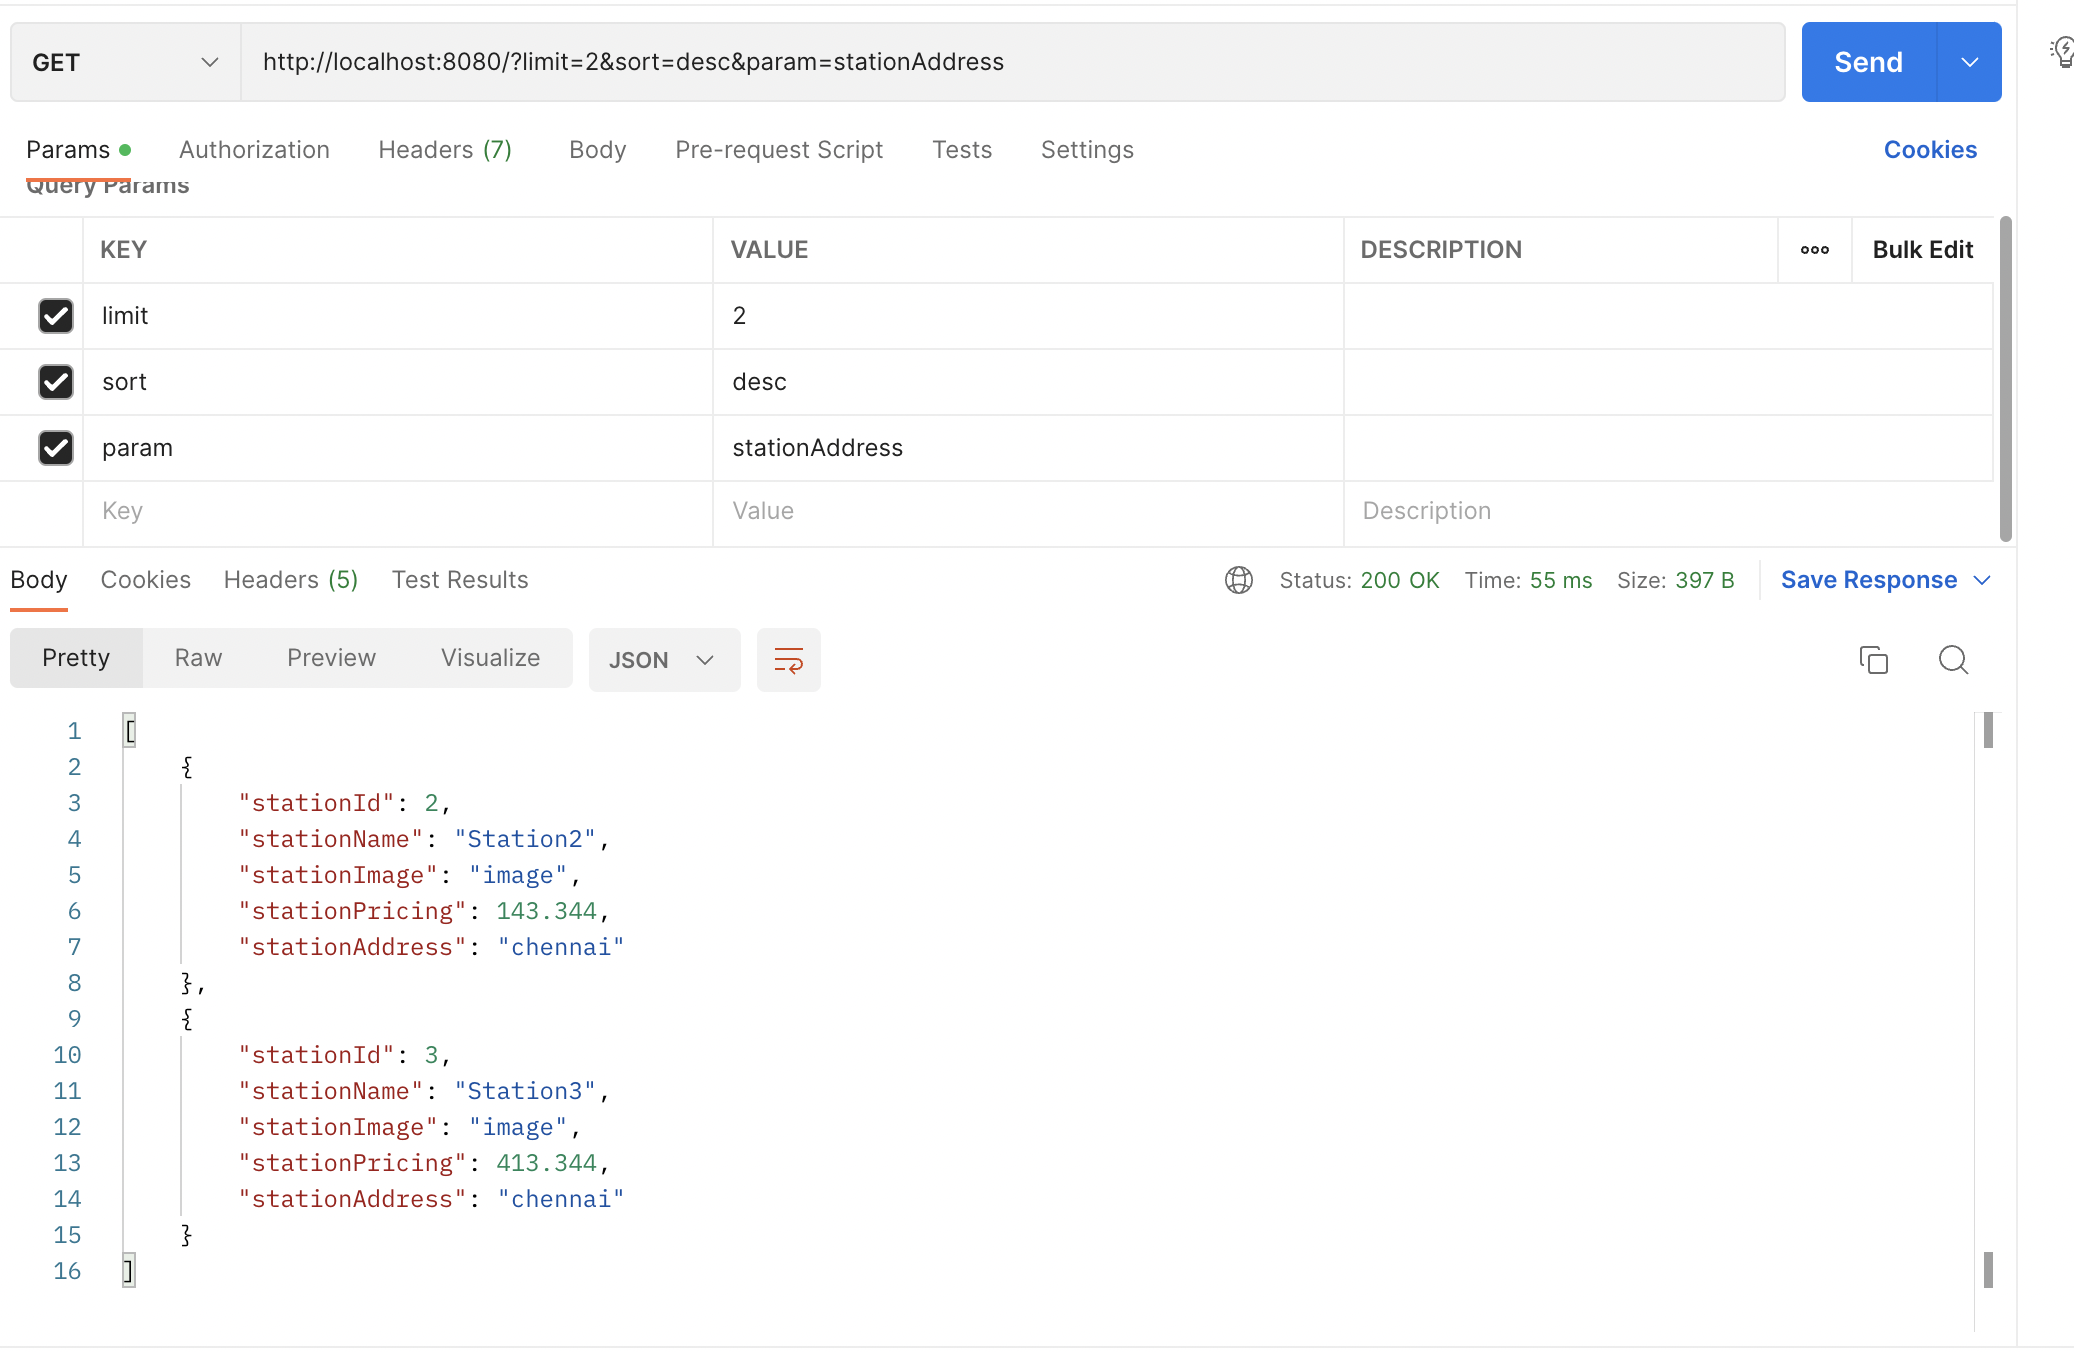 GET http://localhost:8080/?limit=2&sort=desc&param=stationAddress Send
Params Authorization Headers (7) Body Pre-request Script Tests Settings Cookies
Query Params
KEY VALUE DESCRIPTION ooo Bulk Edit
limit 2
sort desc
param stationAddress
Key Value Description
Body Cookies Headers (5) Test Results Status: 200 OK Time: 55 ms Size: 397 B Save Response
Pretty Raw Preview Visualize JSON
1 [
2 {
3 "stationId": 2,
4 "stationName": "Station2",
5 "stationImage": "image",
6 "stationPricing": 143.344,
7 "stationAddress": "chennai"
8 },
9 {
10 "stationId": 3,
11 "stationName": "Station3",
12 "stationImage": "image",
13 "stationPricing": 413.344,
14 "stationAddress": "chennai"
15 }
16 ]